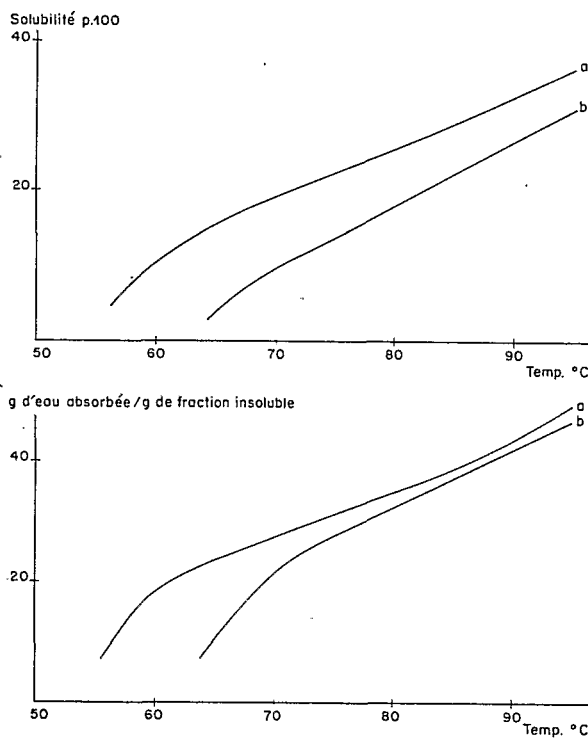 Solubilité p.100
40
a
b
20
50 60 70 80 90
Temp. °C
g d'eau absorbée/g de fraction insoluble
a
b
40
20
50 60 70 80 90
Temp. °C